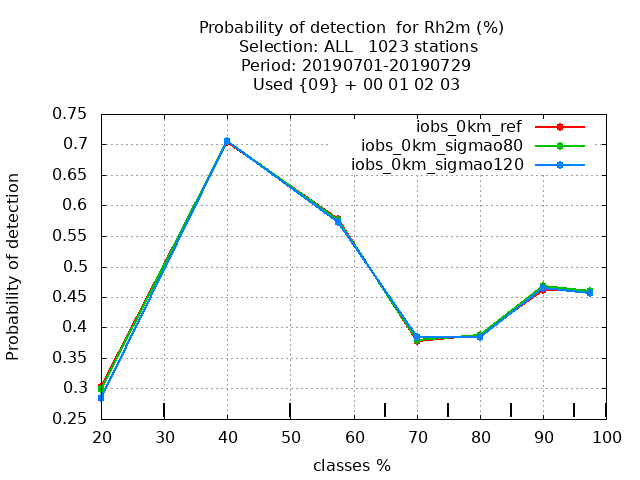 Probability of detection  for Rh2m (%)
Selection: ALL   1023 stations
Period: 20190701-20190729
Used {09} + 00 01 02 03
iobs_0km_ref
iobs_0km_sigmao80
iobs_0km_sigmao120
Probability of detection
0.75
0.7
0.65
0.6
0.55
0.5
0.45
0.4
0.35
0.3
0.25
20 30 40 50 60 70 80 90 100
classes %